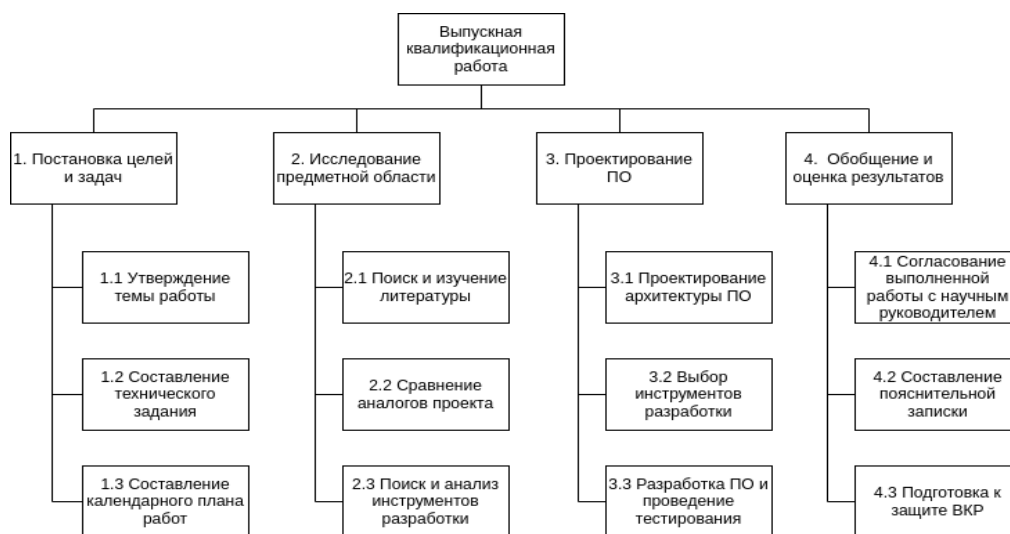 Выпускная
квалификационная
работа
1. Постановка целей
и задач
2. Исследование
предметной области
3. Проектирование
ПО
4. Обобщение и
оценка результатов
1.1 Утверждение
темы работы
2.1 Поиск и изучение
литературы
3.1 Проектирование
архитектуры ПО
4.1 Согласование
выполненной
работы с научным
руководителем
1.2 Составление
технического
задания
2.2 Сравнение
аналогов проекта
3.2 Выбор
инструментов
разработки
4.2 Составление
пояснительной
записки
1.3 Составление
календарного плана
работ
2.3 Поиск и анализ
инструментов
разработки
3.3 Разработка ПО и
проведение
тестирования
4.3 Подготовка к
защите ВКР